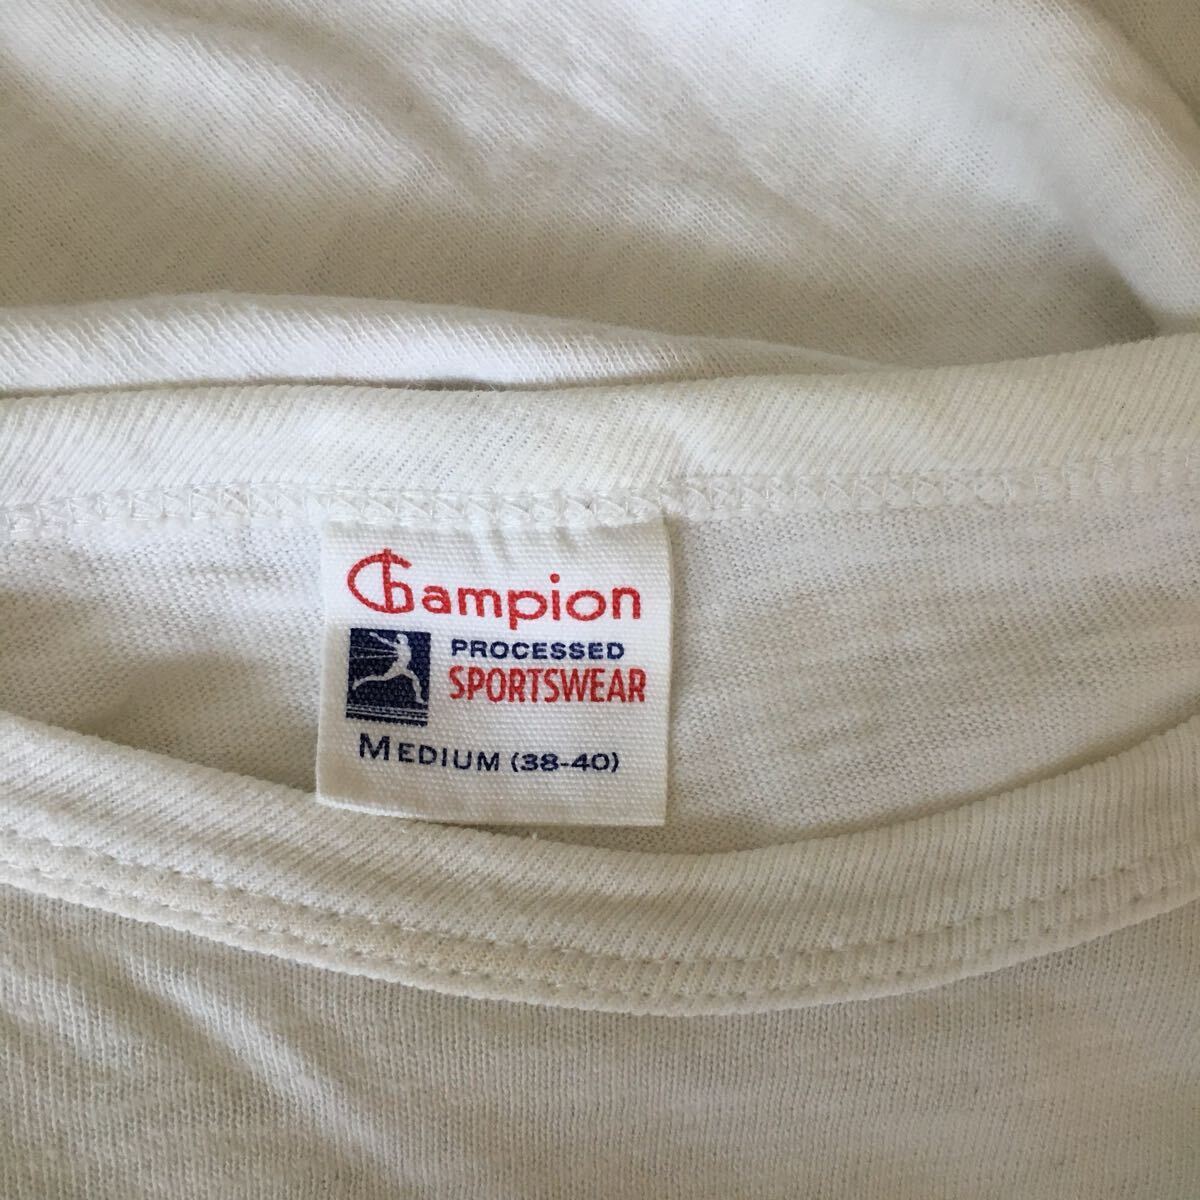 Champion
PROCESSED
SPORTSWEAR
MEDIUM (38-40)